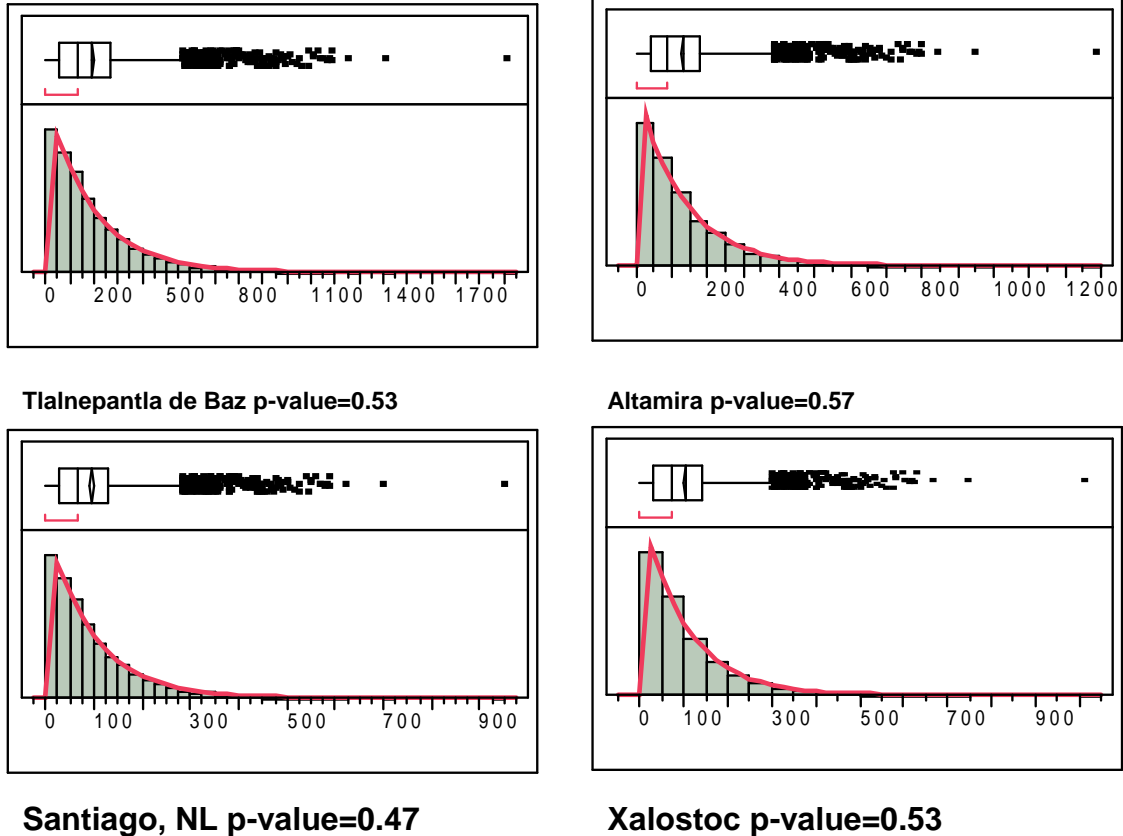 0 200 500 800 1100 1400 1700
0 200 400 600 800 1000 1200
Tlalnepantla de Baz p-value=0.53
Altamira p-value=0.57
0 100 300 500 700 900
0 100 300 500 700 900
Santiago, NL p-value=0.47
Xalostoc p-value=0.53